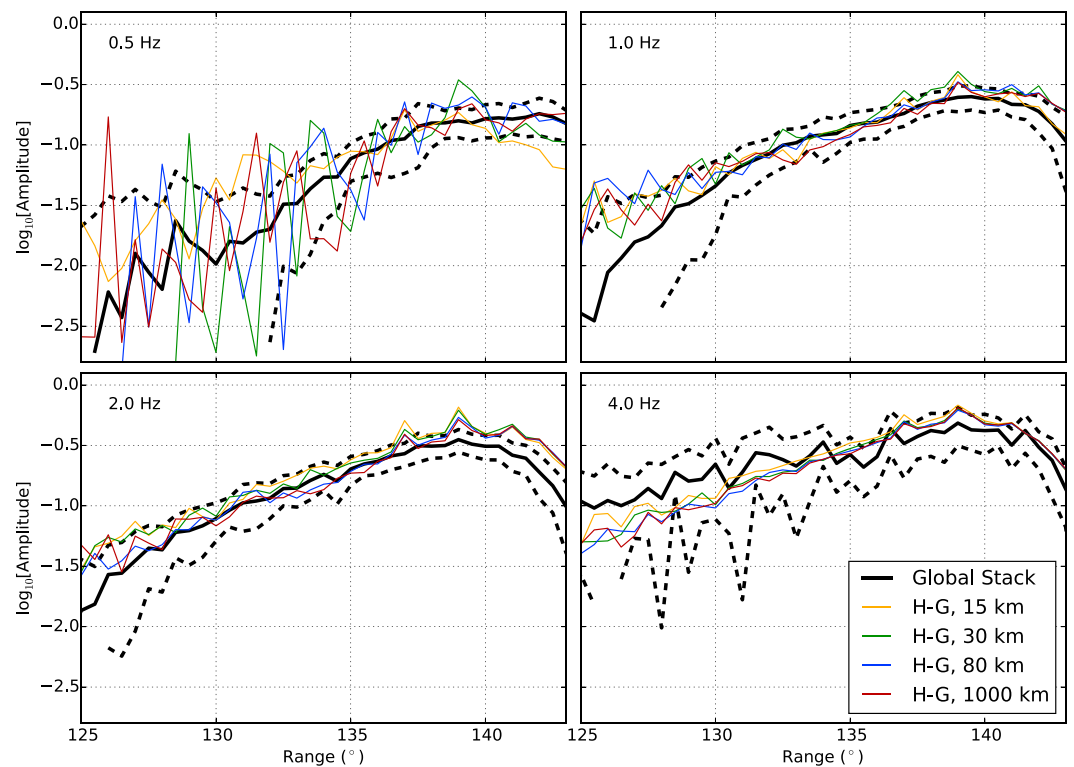 0.5 Hz
1.0 Hz
0.0
−0.5
−1.0
−1.5
−2.0
−2.5
log10[Amplitude]
2.0 Hz
4.0 Hz
0.0
−0.5
−1.0
−1.5
−2.0
−2.5
log10[Amplitude]
Global Stack
H-G, 15 km
H-G, 30 km
H-G, 80 km
H-G, 1000 km
125 130 135 140 125 130 135 140 143
Range (°) Range (°)